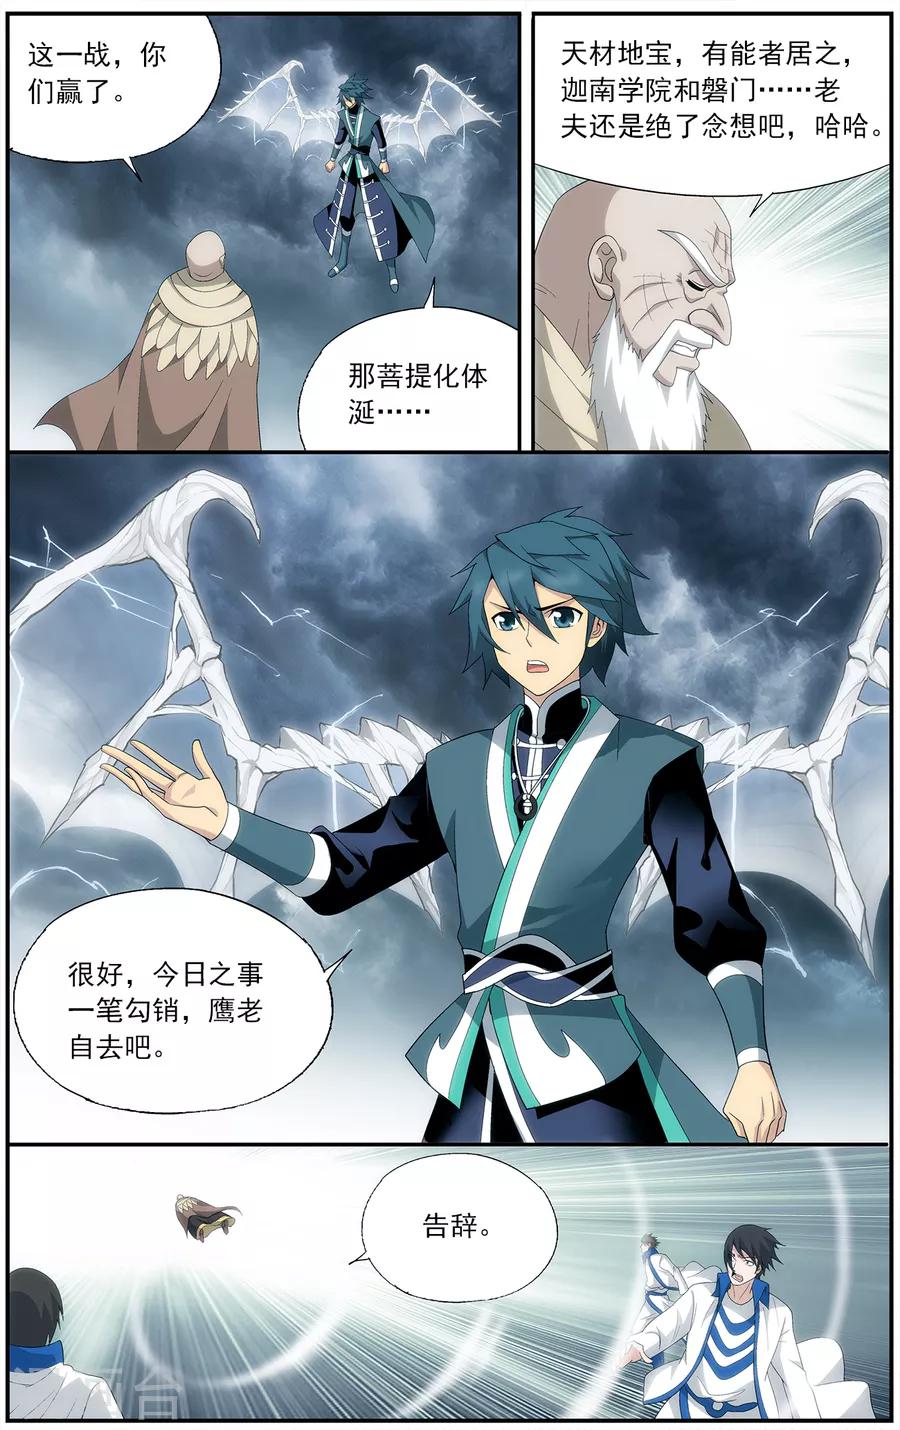 这一战，你
们赢了。
那菩提化体
涎……
天材地宝，有能者居之，
迦南学院和磐门……老
夫还是绝了念想吧，哈哈。
很好，今日之事
一笔勾销，鹰老
自去吧。
告辞。